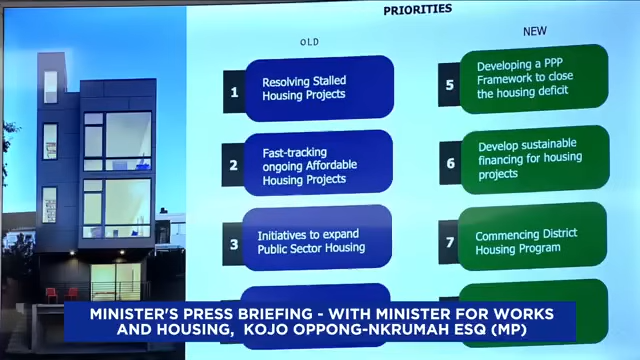 PRIORITIES
OLD
NEW
1
Resolving Stalled
Housing Projects
2
Fast-tracking
ongoing Affordable
Housing Projects
3
Initiatives to expand
Public Sector Housing
5
Developing a PPP
Framework to close
the housing deficit
6
Develop sustainable
financing for housing
projects
7
Commencing District
Housing Program
MINISTER'S PRESS BRIEFING - WITH MINISTER FOR WORKS
AND HOUSING, KOJO OPPONG-NKRUMAH ESQ (MP)